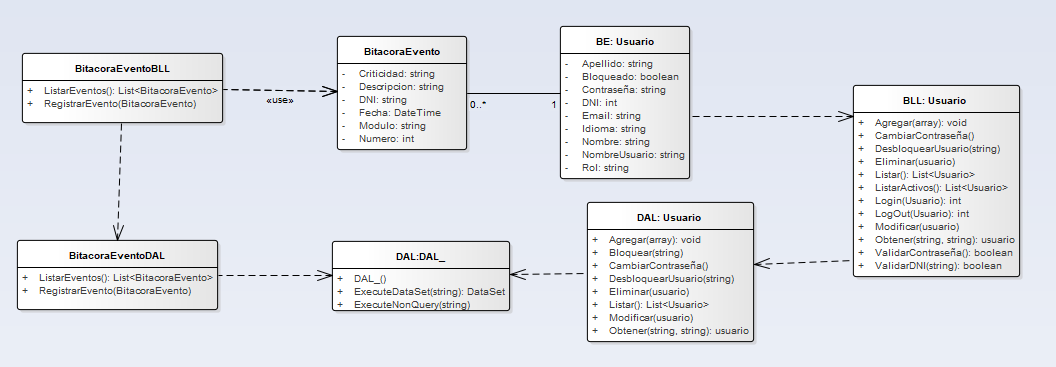 BitacoraEventoBLL
+ ListarEventos(): List<BitacoraEvento>
+ RegistrarEvento(BitacoraEvento)
«use»
BitacoraEvento
- Criticidad: string
- Descripcion: string
- DNI: string
- Fecha: DateTime
- Modulo: string
- Numero: int
0..*
1
BE: Usuario
- Apellido: string
- Bloqueado: boolean
- Contraseña: string
- DNI: int
- Email: string
- Idioma: string
- Nombre: string
- NombreUsuario: string
- Rol: string
BLL: Usuario
+ Agregar(array): void
+ CambiarContraseña()
+ DesbloquearUsuario(string)
+ Eliminar(usuario)
+ Listar(): List<Usuario>
+ ListarActivos(): List<Usuario>
+ Login(Usuario): int
+ LogOut(Usuario): int
+ Modificar(usuario)
+ Obtener(string, string): usuario
+ ValidarContraseña(): boolean
+ ValidarDNI(string): boolean
BitacoraEventoDAL
+ ListarEventos(): List<BitacoraEvento>
+ RegistrarEvento(BitacoraEvento)
DAL:DAL_
+ DAL_()
+ ExecuteDataSet(string): DataSet
+ ExecuteNonQuery(string)
DAL: Usuario
+ Agregar(array): void
+ Bloquear(string)
+ CambiarContraseña()
+ DesbloquearUsuario(string)
+ Eliminar(usuario)
+ Listar(): List<Usuario>
+ Modificar(usuario)
+ Obtener(string, string): usuario